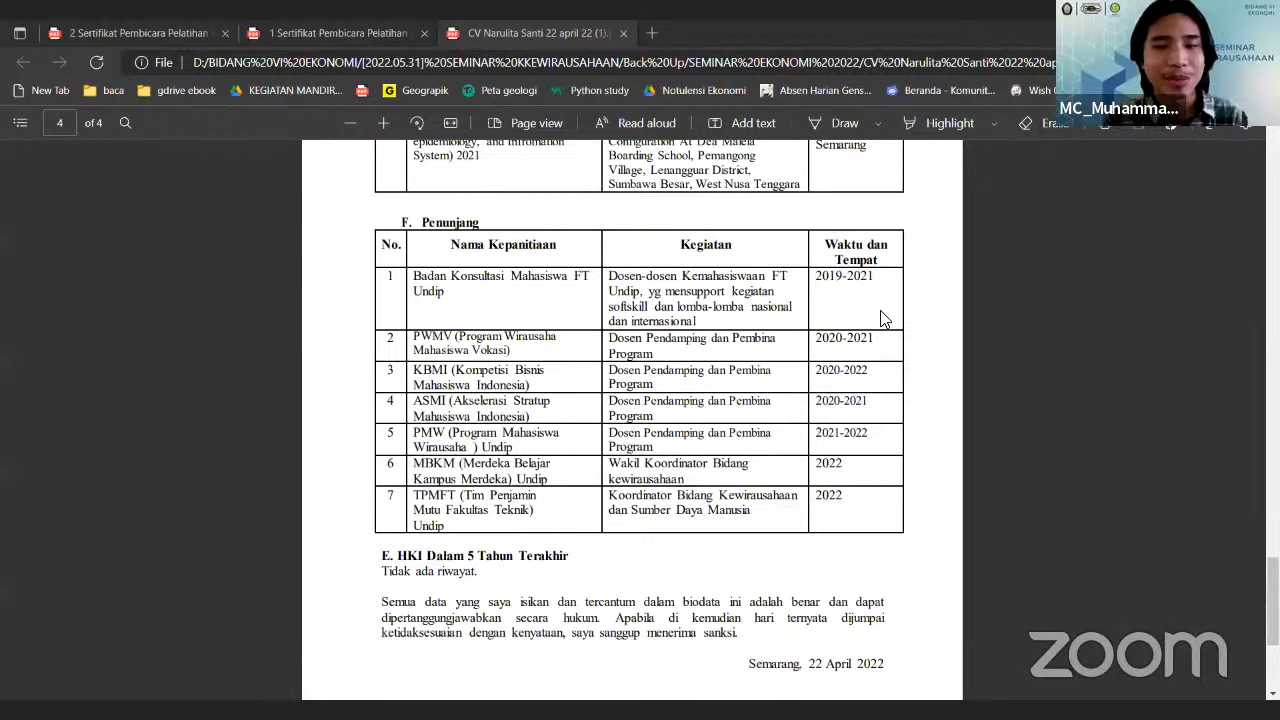 2 Sertifikat Pembicara Pelatihan
1 Sertifikat Pembicara Pelatihan
CV Narulita Santi 22 april 22 (1).
File
D:/BIDANG%20VI%20EKONOMI/[2022.05.31]%20SEMINAR%20KKEWIRAUSAHAAN/Back%20Up/SEMINAR%20EKONOMI%202022/CV%20Narulita%20Santi%2022%20ap
New Tab
baca
gdrive ebook
KEGIATAN MANDIR...
Geograpik
Peta geologi
Python study
Notulensi Ekonomi
Absen Harian Gens...
Beranda - Komunit...
Wish
4
of 4
Page view
Read aloud
Add text
Draw
Highlight
BIDANG VI
EKONOMI
SEMINAR
MC_Muhamma...
epidemiology, and Infromation
System) 2021
Configuration At Dea Malela
Boarding School, Pemangong
Village, Lenangguar District,
Sumbawa Besar, West Nusa Tenggara
Semarang
F. Penunjang
No.
Nama Kepanitiaan
Kegiatan
Waktu dan
Tempat
1
Badan Konsultasi Mahasiswa FT
Undip
Dosen-dosen Kemahasiswaan FT
Undip, yg mensupport kegiatan
softskill dan lomba-lomba nasional
dan internasional
2019-2021
2
PWMV (Program Wirausaha
Mahasiswa Vokasi)
Dosen Pendamping dan Pembina
Program
2020-2021
3
KBMI (Kompetisi Bisnis
Mahasiswa Indonesia)
Dosen Pendamping dan Pembina
Program
2020-2022
4
ASMI (Akselerasi Stratup
Mahasiswa Indonesia)
Dosen Pendamping dan Pembina
Program
2020-2021
5
PMW (Program Mahasiswa
Wirausaha ) Undip
Dosen Pendamping dan Pembina
Program
2021-2022
6
MBKM (Merdeka Belajar
Kampus Merdeka) Undip
Wakil Koordinator Bidang
kewirausahaan
2022
7
TPMFT (Tim Penjamin
Mutu Fakultas Teknik)
Undip
Koordinator Bidang Kewirausahaan
dan Sumber Daya Manusia
2022
E. HKI Dalam 5 Tahun Terakhir
Tidak ada riwayat.
Semua data yang saya isikan dan tercantum dalam biodata ini adalah benar dan dapat
dipertanggungjawabkan secara hukum. Apabila di kemudian hari ternyata dijumpai
ketidaksesuaian dengan kenyataan, saya sanggup menerima sanksi.
Semarang, 22 April 2022
zoom